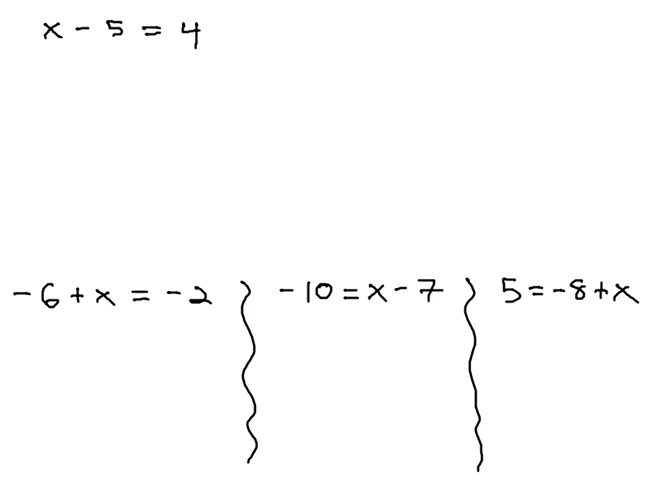 x - 5 = 4
-6 + x = -2
-10 = x - 7
5 = -8 + x